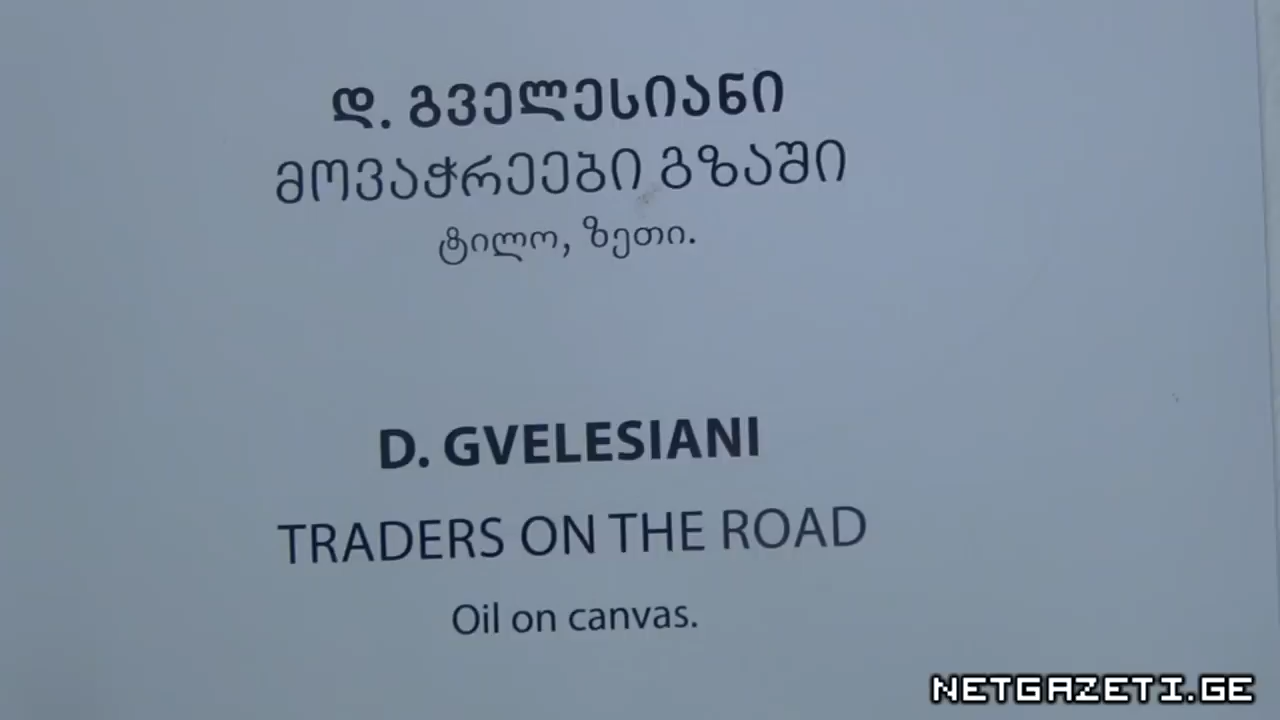 დ. გველესიანი
მოვაჭრეები გზაში
ტილო, ზეთი.
D. GVELESIANI
TRADERS ON THE ROAD
Oil on canvas.
NETGAZETI.GE